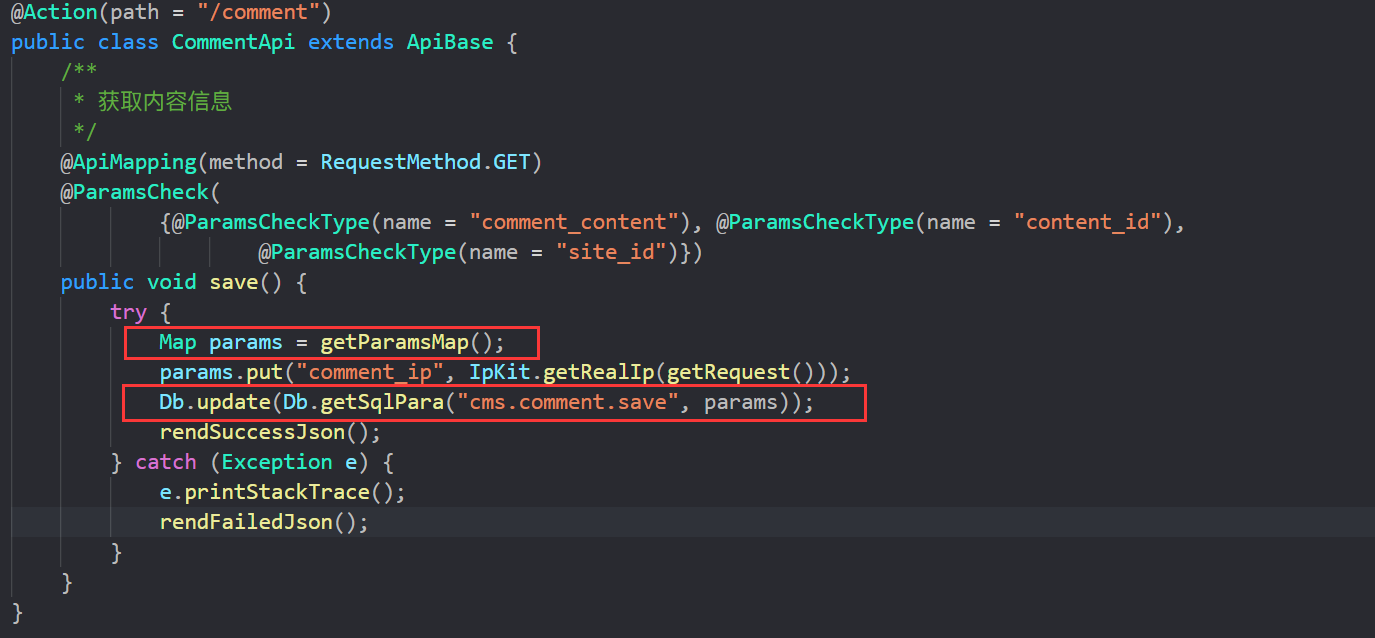 @Action(path = "/comment")
public class CommentApi extends ApiBase {
    /**
     * 获取内容信息
     */
    @ApiMapping(method = RequestMethod.GET)
    @ParamsCheck(
            {@ParamsCheckType(name = "comment_content"), @ParamsCheckType(name = "content_id"),
                    @ParamsCheckType(name = "site_id")})
    public void save() {
        try {
            Map params = getParamsMap();
            params.put("comment_ip", IpKit.getRealIp(getRequest()));
            Db.update(Db.getSqlPara("cms.comment.save", params));
            rendSuccessJson();
        } catch (Exception e) {
            e.printStackTrace();
            rendFailedJson();
        }
    }
}